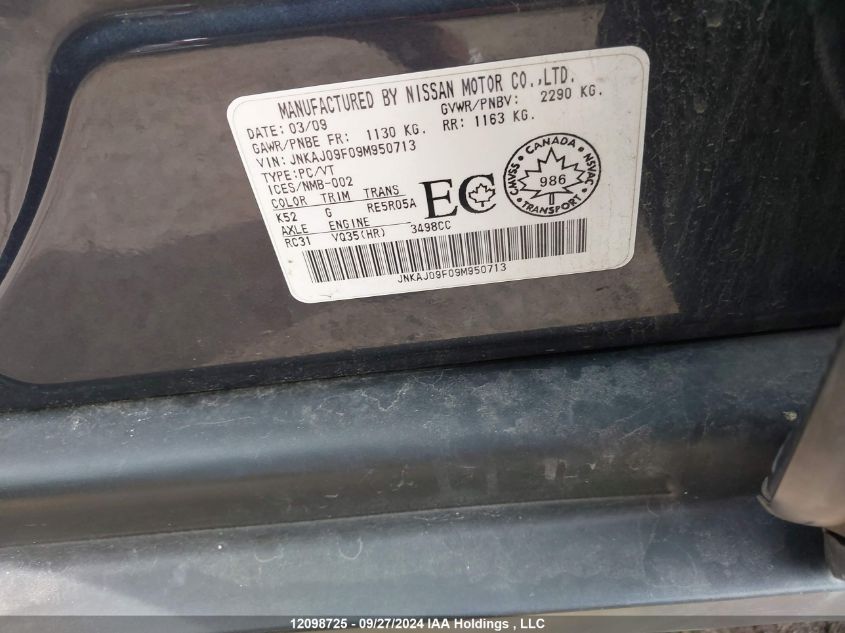 MANUFACTURED BY NISSAN MOTOR CO.,LTD.
DATE: 03/09 GVWR/PNBV: 2290 KG.
GAWR/PNBE FR: 1130 KG. RR: 1163 KG.
VIN: JNKAJ09F09M950713
TYPE: PC/VT
ICES/NMB-002
COLOR TRIM TRANS
K52 G RE5R05A
AXLE ENGINE
RC31 VQ35(HR) 3498CC
EC
CANADA
CMVSS NSVAC
986
TRANSPORT
JNKAJ09F09M950713
12098725 - 09/27/2024 IAA Holdings , LLC